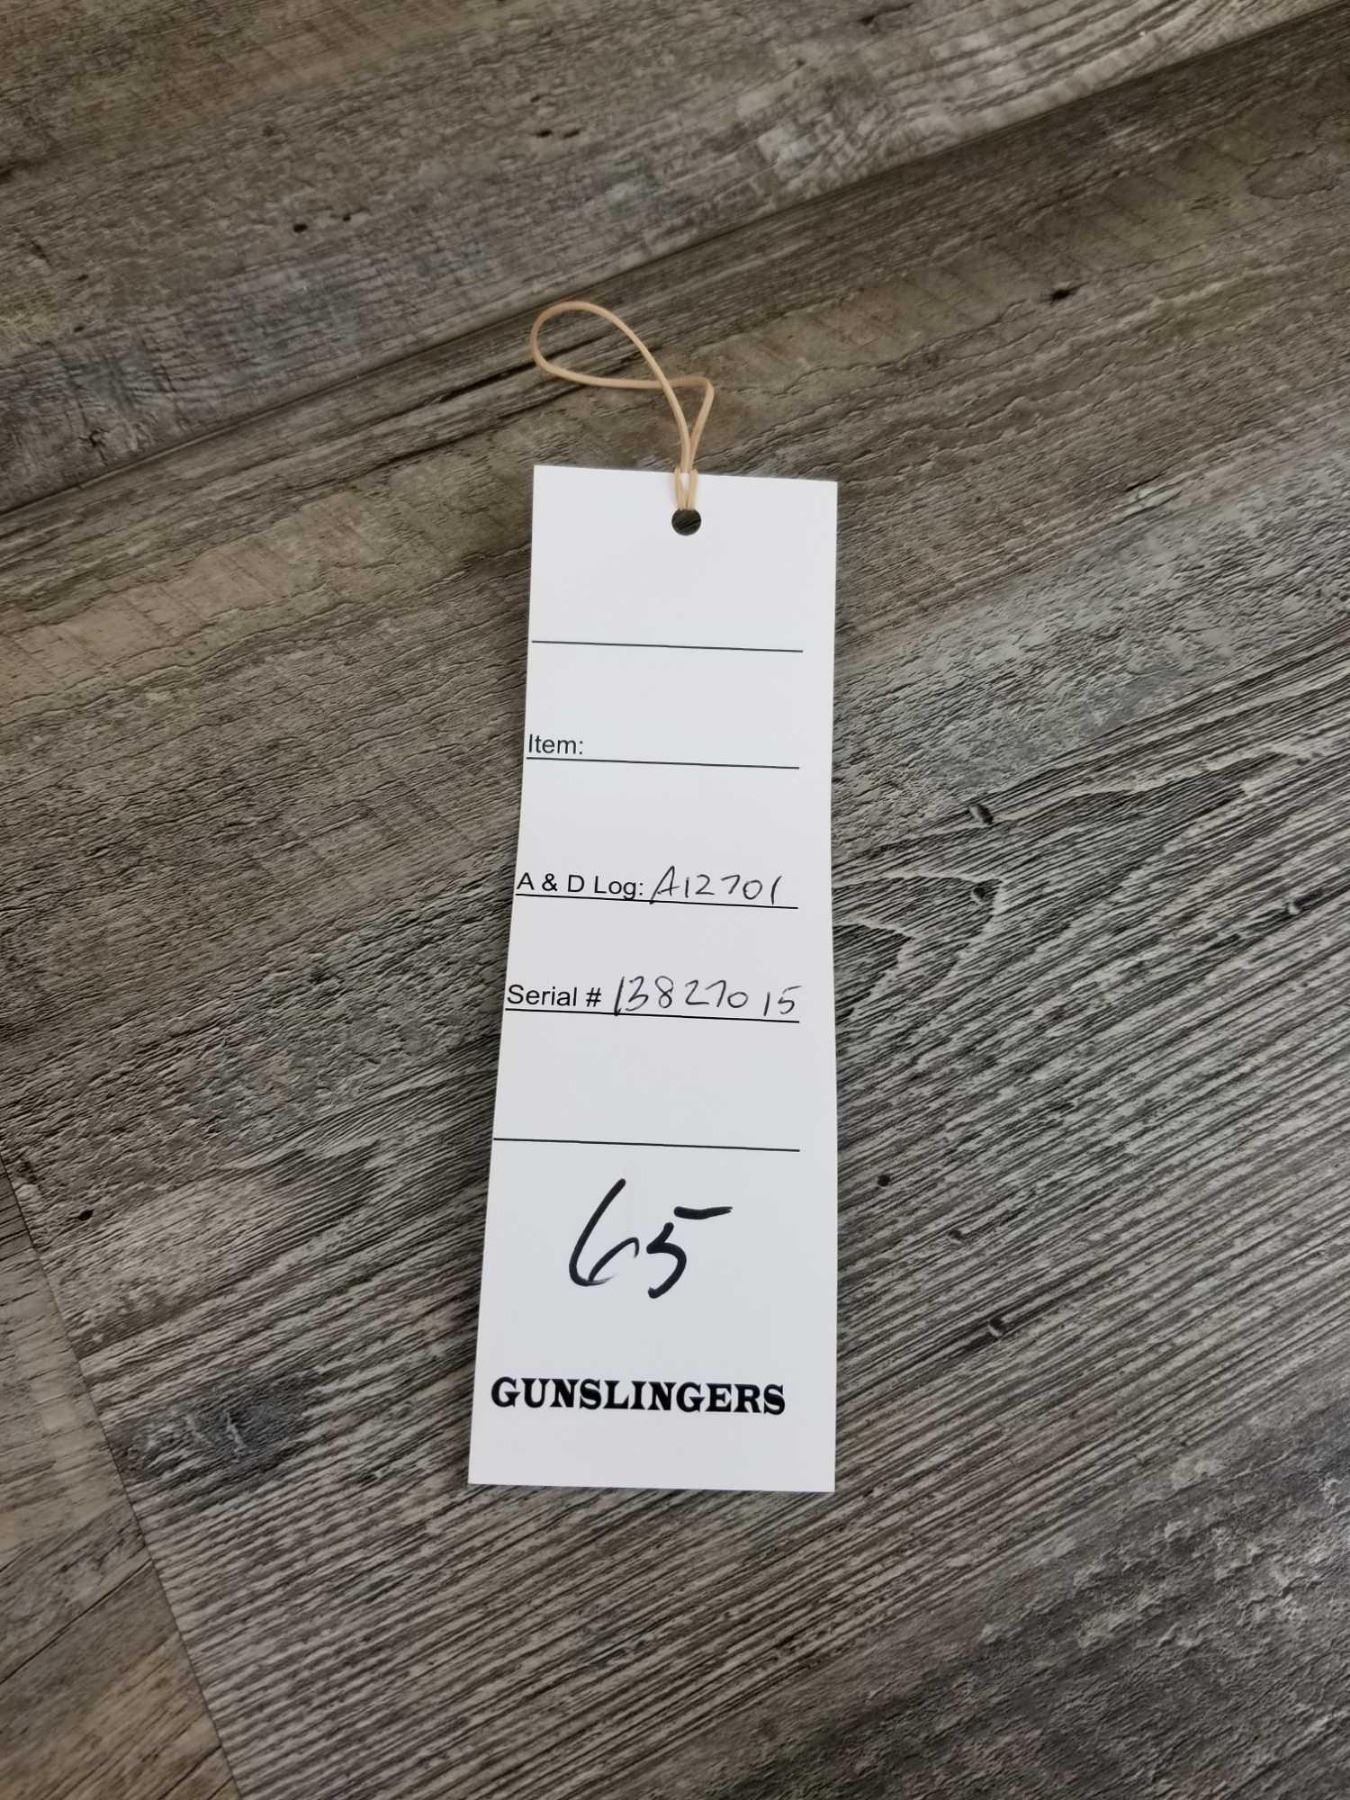 Item:
A & D Log: A12701
Serial # 13827015
65
GUNSLINGERS